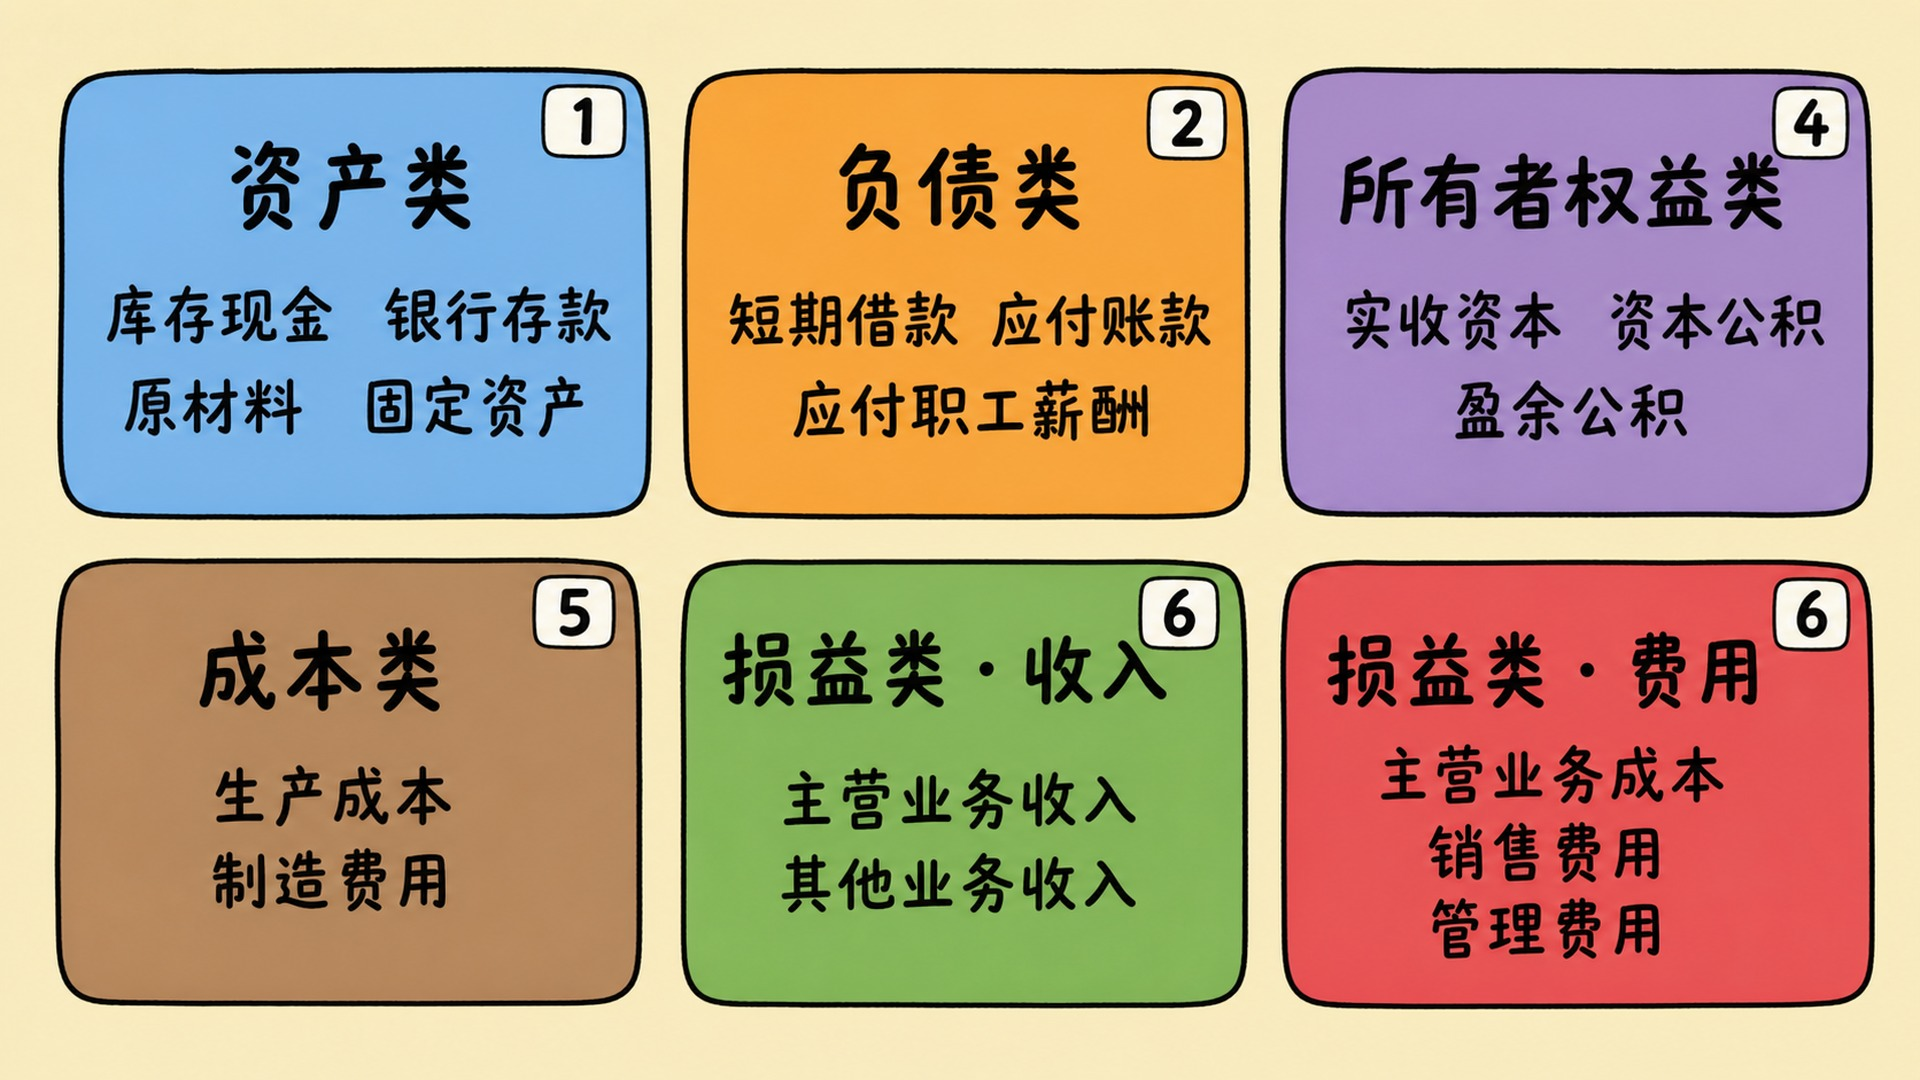 1
资产类
库存现金 银行存款
原材料 固定资产
2
负债类
短期借款 应付账款
应付职工薪酬
4
所有者权益类
实收资本 资本公积
盈余公积
5
成本类
生产成本
制造费用
6
损益类·收入
主营业务收入
其他业务收入
6
损益类·费用
主营业务成本
销售费用
管理费用